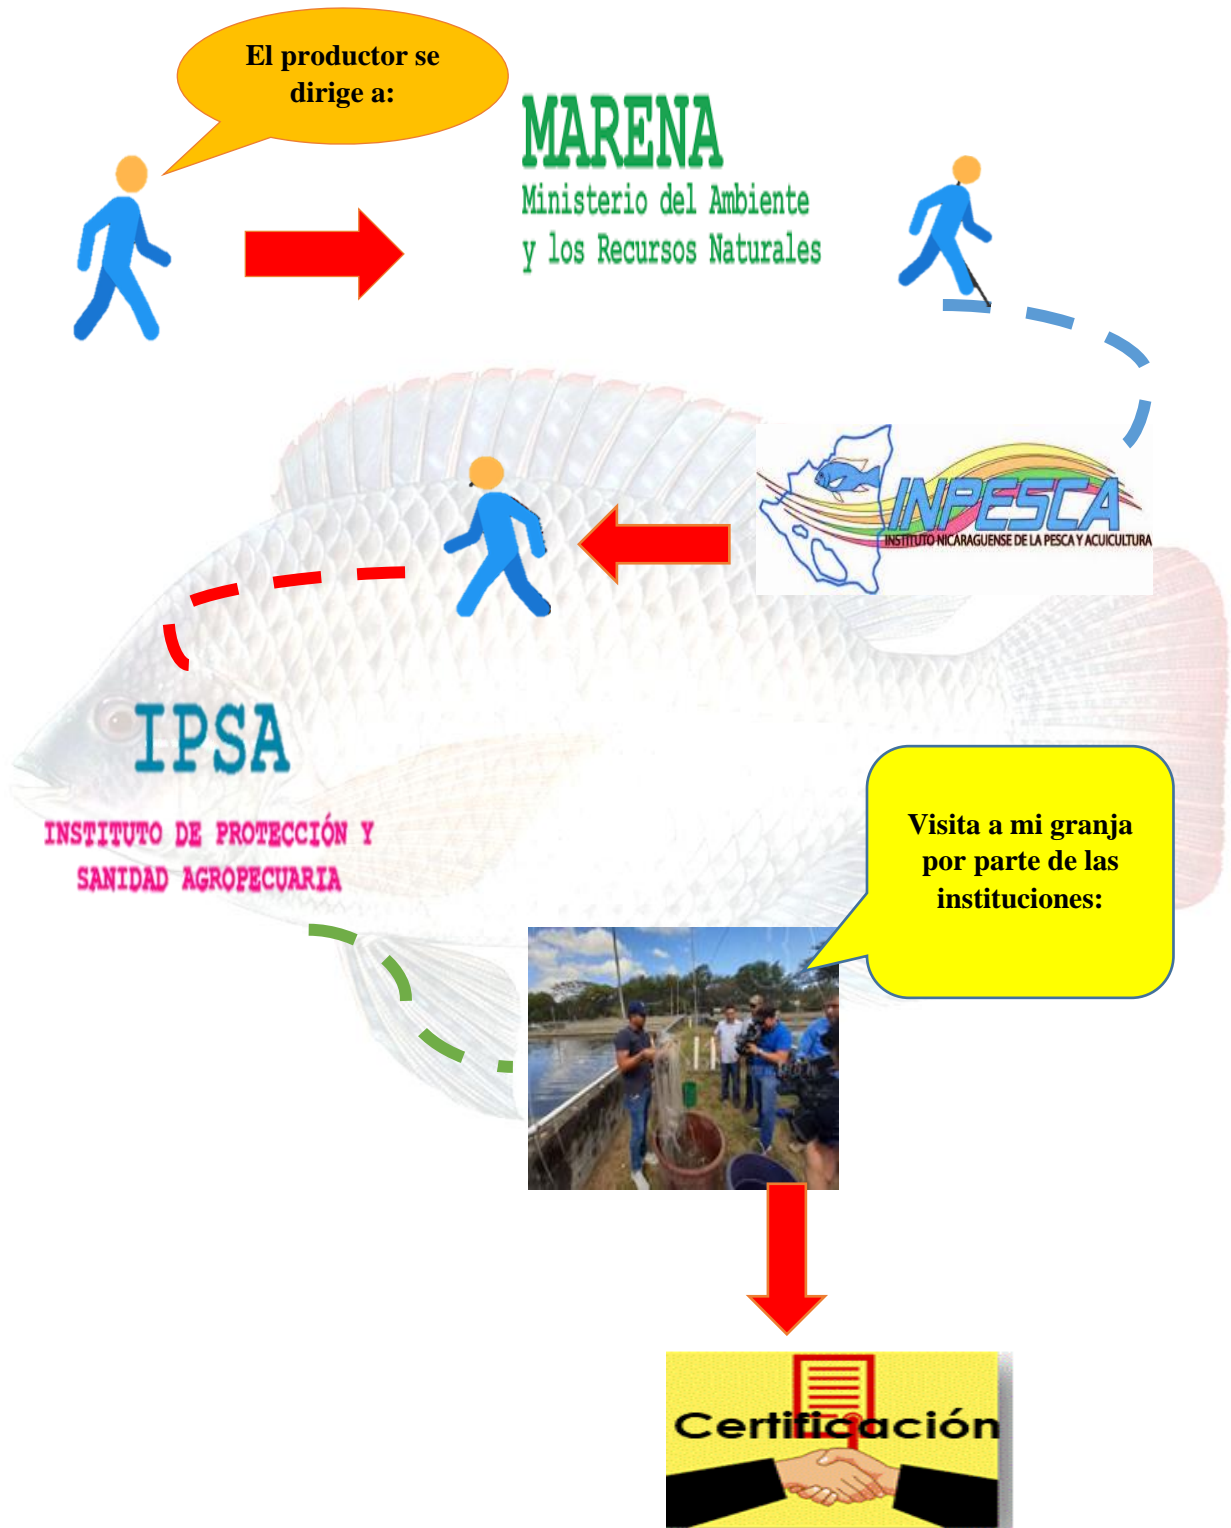 El productor se
dirige a:
MARENA
Ministerio del Ambiente
y los Recursos Naturales
INPESCA
INSTITUTO NICARAGUENSE DE LA PESCA Y ACUICULTURA
IPSA
INSTITUTO DE PROTECCIÓN Y
SANIDAD AGROPECUARIA
Visita a mi granja
por parte de las
instituciones:
Certificación